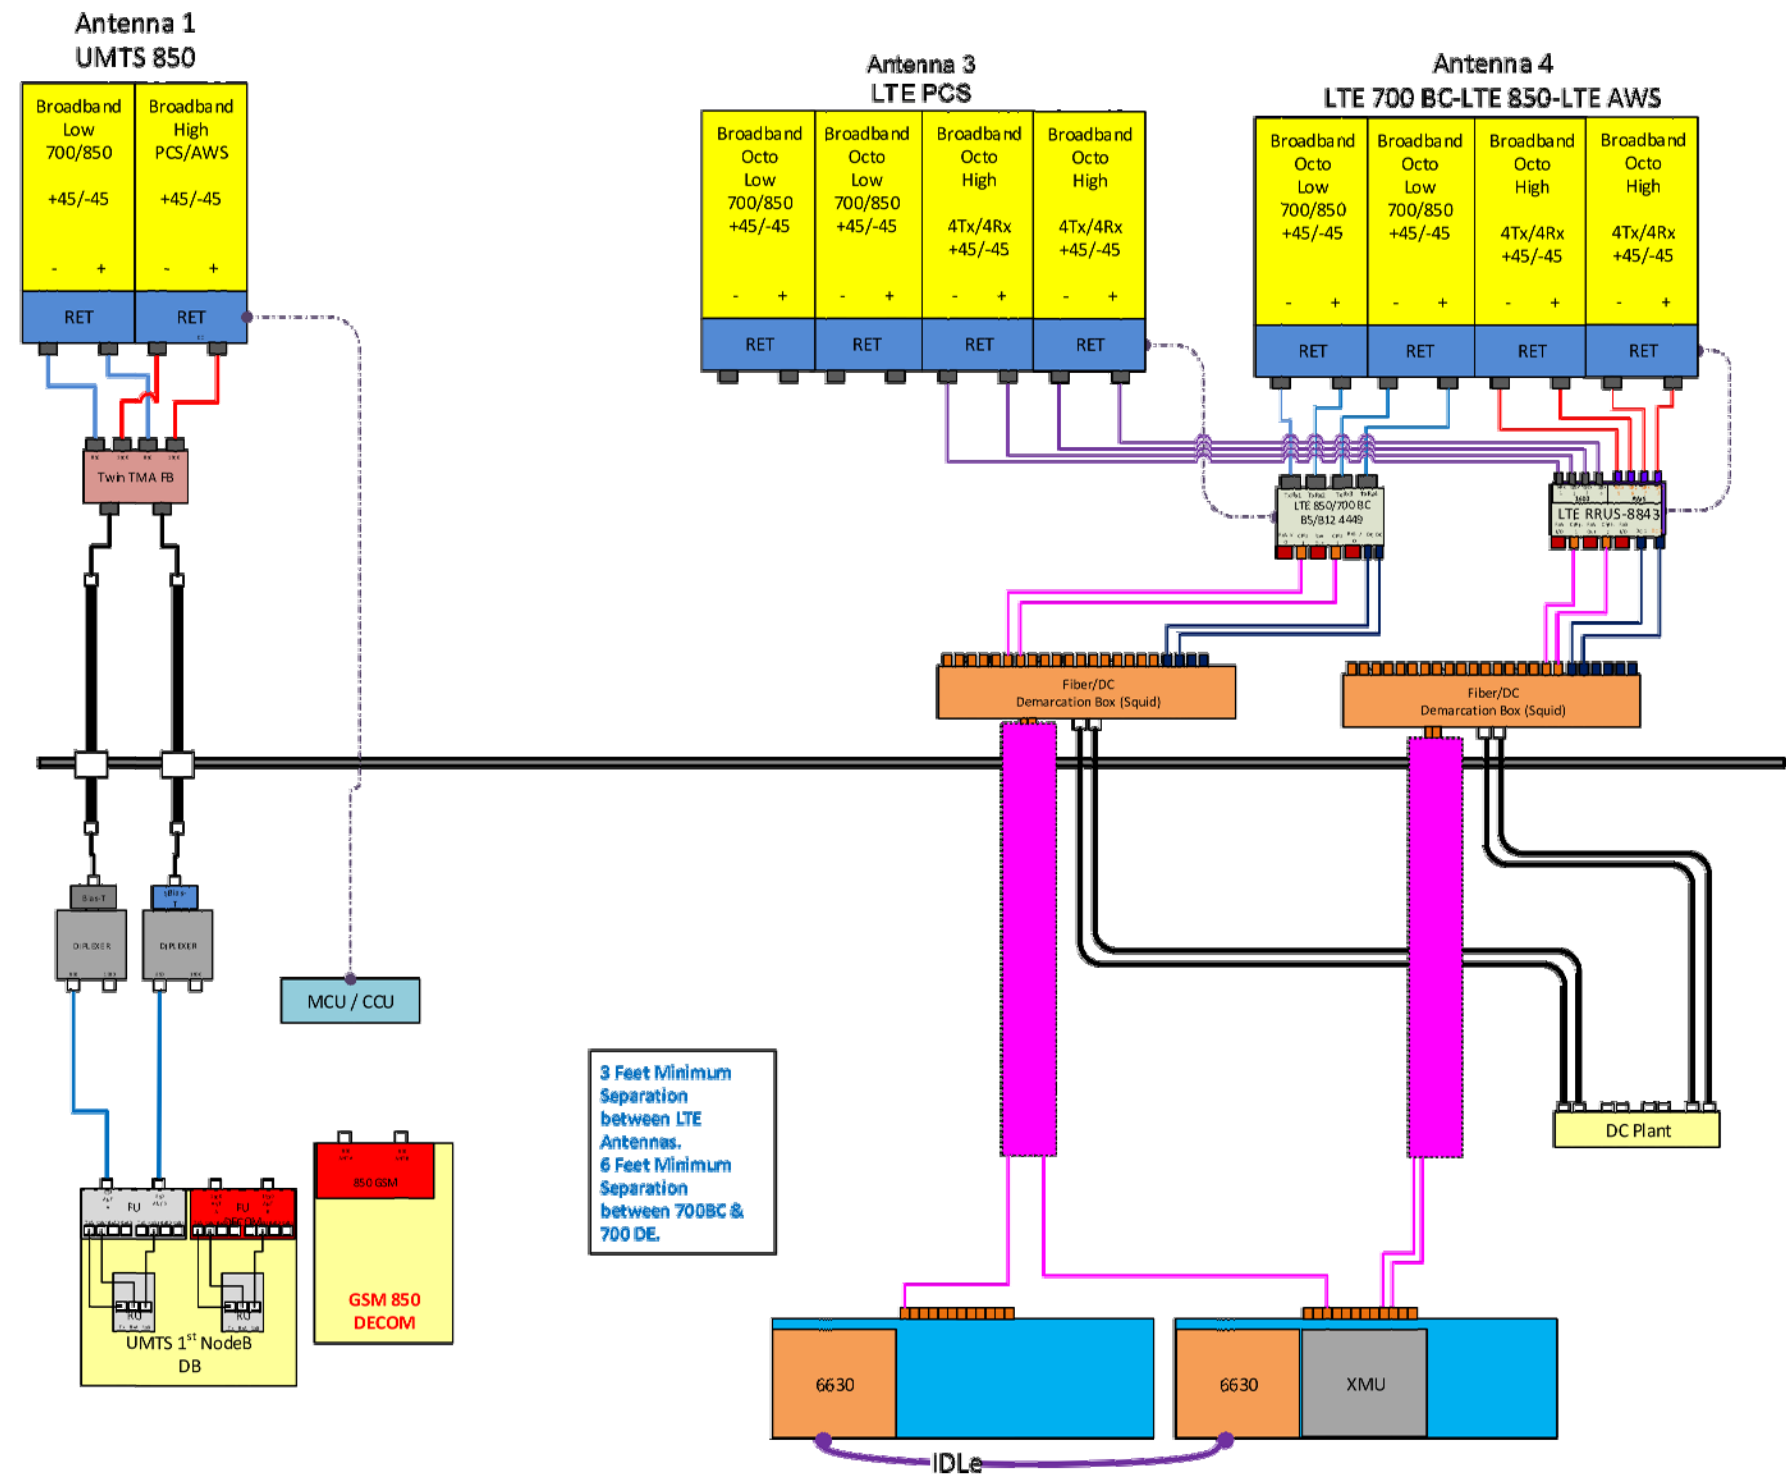 Antenna 1
UMTS 850
Antenna 3
LTE PCS
Antenna 4
LTE 700 BC-LTE 850-LTE AWS
Broadband
Low
700/850
+45/-45
- +
RET
Broadband
High
PCS/AWS
+45/-45
- +
RET
Broadband
Octo
Low
700/850
+45/-45
- +
RET
Broadband
Octo
Low
700/850
+45/-45
- +
RET
Broadband
Octo
High
4Tx/4Rx
+45/-45
- +
RET
Broadband
Octo
High
4Tx/4Rx
+45/-45
- +
RET
Broadband
Octo
Low
700/850
+45/-45
- +
RET
Broadband
Octo
Low
700/850
+45/-45
- +
RET
Broadband
Octo
High
4Tx/4Rx
+45/-45
- +
RET
Broadband
Octo
High
4Tx/4Rx
+45/-45
- +
RET
Twin TMA FB
TxRx1 TxRx2 TxRx3 TxRx4
LTE 850/700 BC
B5/B12 4449
LTE RRUS-8843
Fiber/DC
Demarcation Box (Squid)
Fiber/DC
Demarcation Box (Squid)
Bias-T
DIPLEXER
DIPLEXER
MCU / CCU
3 Feet Minimum
Separation
between LTE
Antennas.
6 Feet Minimum
Separation
between 700BC &
700 DE.
DC Plant
FU
FU
DECOM
RU
RU
UMTS 1st NodeB
DB
850 GSM
GSM 850
DECOM
6630
6630
XMU
IDLe